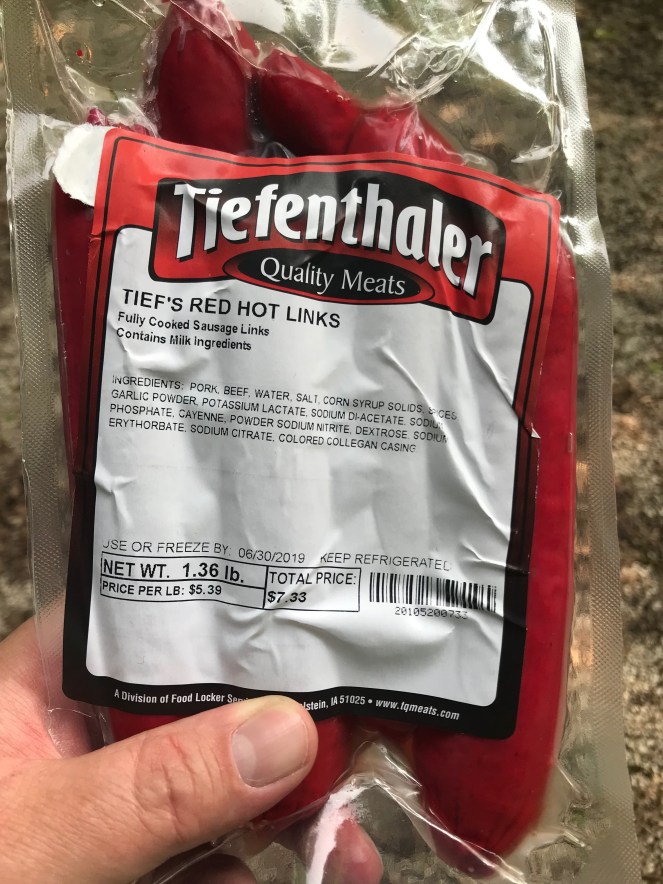 Tiefenthaler
Quality Meats
TIEF'S RED HOT LINKS
Fully Cooked Sausage Links
Contains Milk Ingredients
INGREDIENTS: PORK, BEEF, WATER, SALT, CORN SYRUP SOLIDS, SPICES
GARLIC POWDER, POTASSIUM LACTATE, SODIUM DI-ACETATE, SODIUM
PHOSPHATE, CAYENNE, POWDER SODIUM NITRITE, DEXTROSE, SODIUM
ERYTHORBATE, SODIUM CITRATE, COLORED COLLEGAN CASING
USE OR FREEZE BY: 06/30/2019 KEEP REFRIGERATED
NET WT. 1.36 lb.
PRICE PER LB: $5.39
TOTAL PRICE:
$7.33
20105200733
A Division of Food Locker IA 51025 • www.tqmeats.com